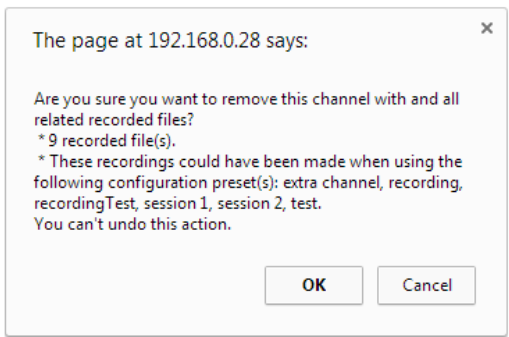 The page at 192.168.0.28 says:
Are you sure you want to remove this channel with and all
related recorded files?
* 9 recorded file(s).
* These recordings could have been made when using the
following configuration preset(s): extra channel, recording,
recordingTest, session 1, session 2, test.
You can't undo this action.
OK
Cancel